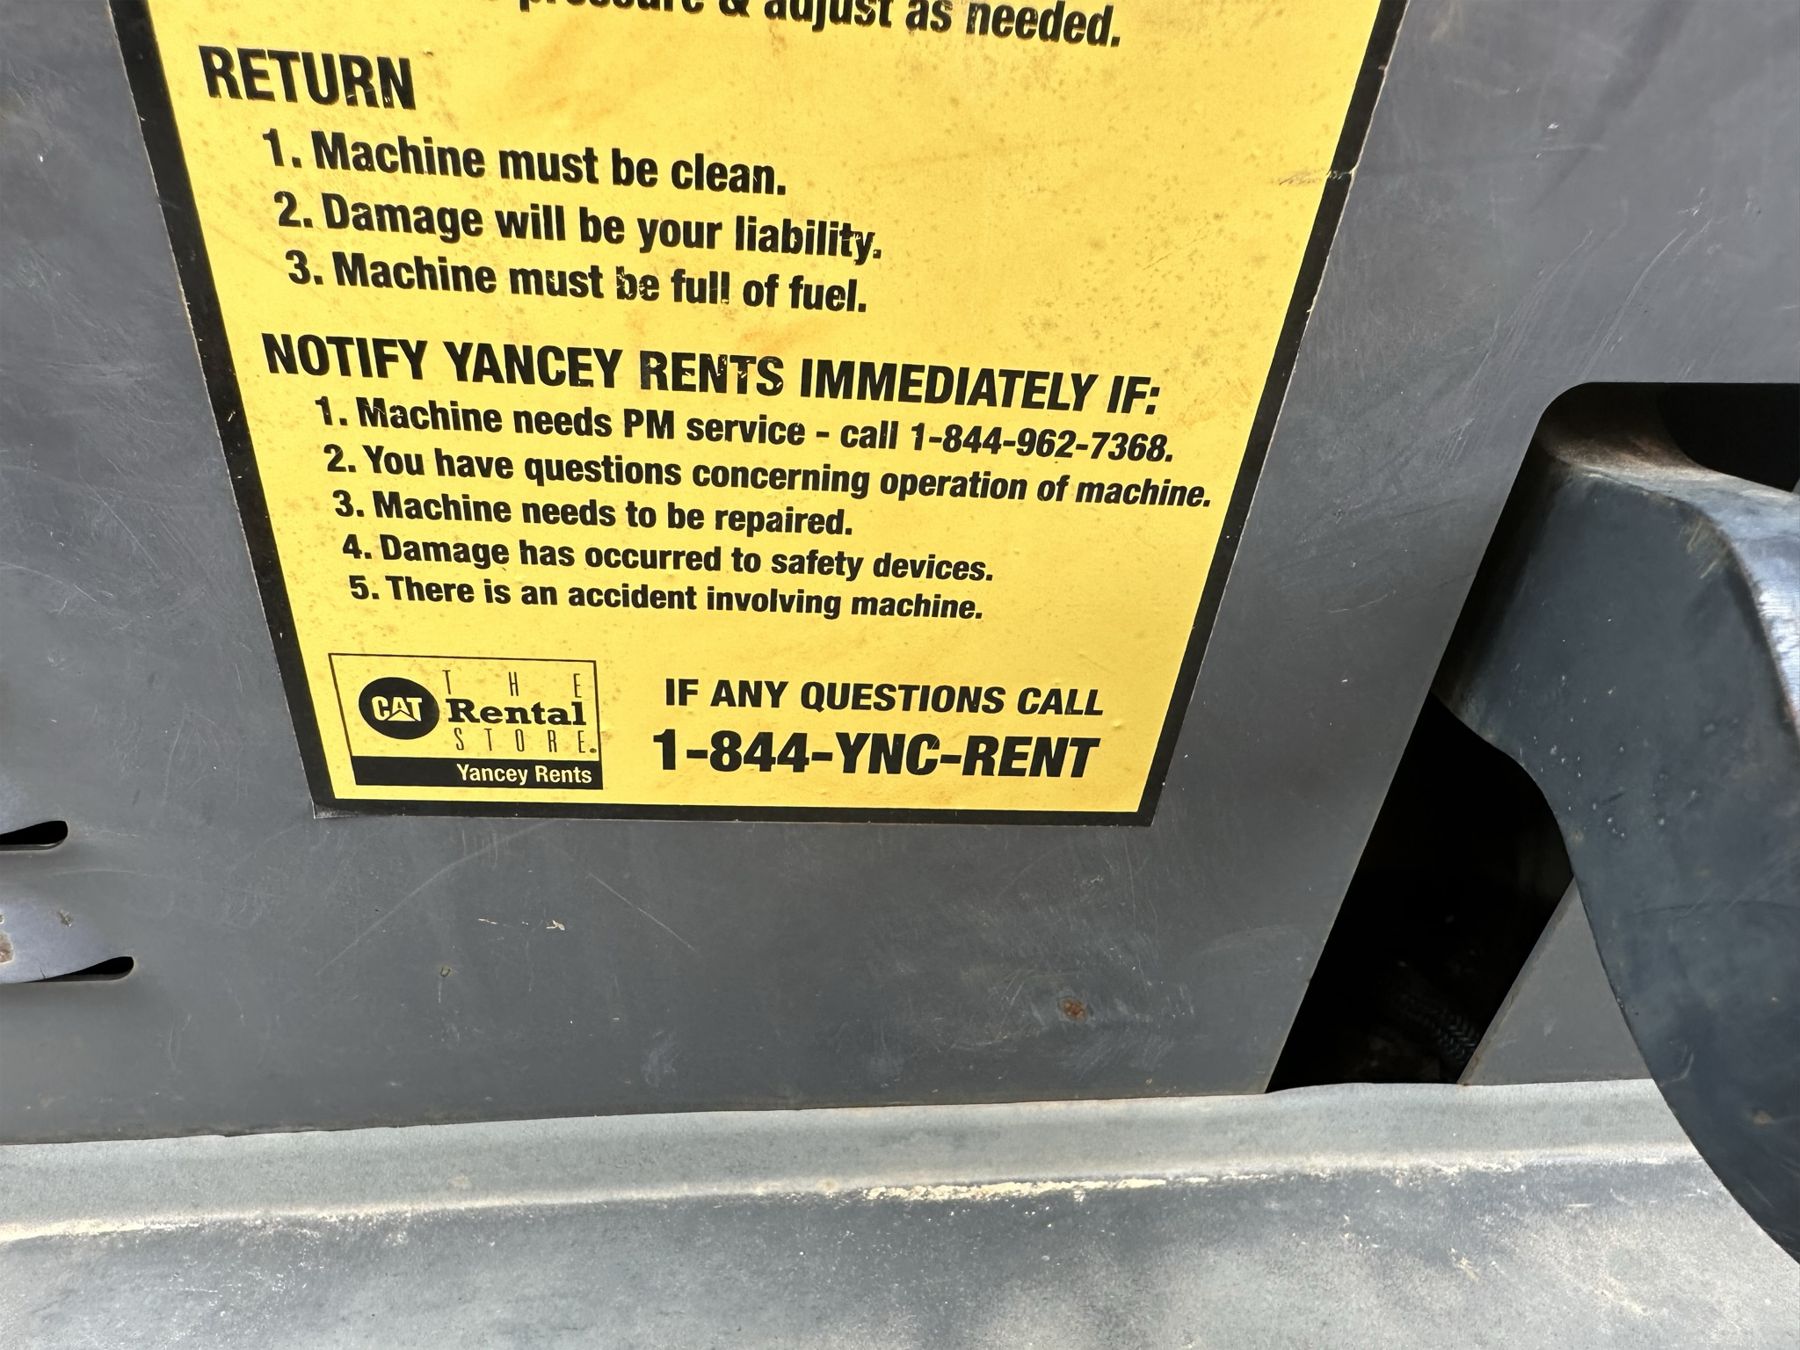 pressure & adjust as needed.
RETURN
1. Machine must be clean.
2. Damage will be your liability.
3. Machine must be full of fuel.
NOTIFY YANCEY RENTS IMMEDIATELY IF:
1. Machine needs PM service - call 1-844-962-7368.
2. You have questions concerning operation of machine.
3. Machine needs to be repaired.
4. Damage has occurred to safety devices.
5. There is an accident involving machine.
CAT
THE
Rental
STORE.
Yancey Rents
IF ANY QUESTIONS CALL
1-844-YNC-RENT